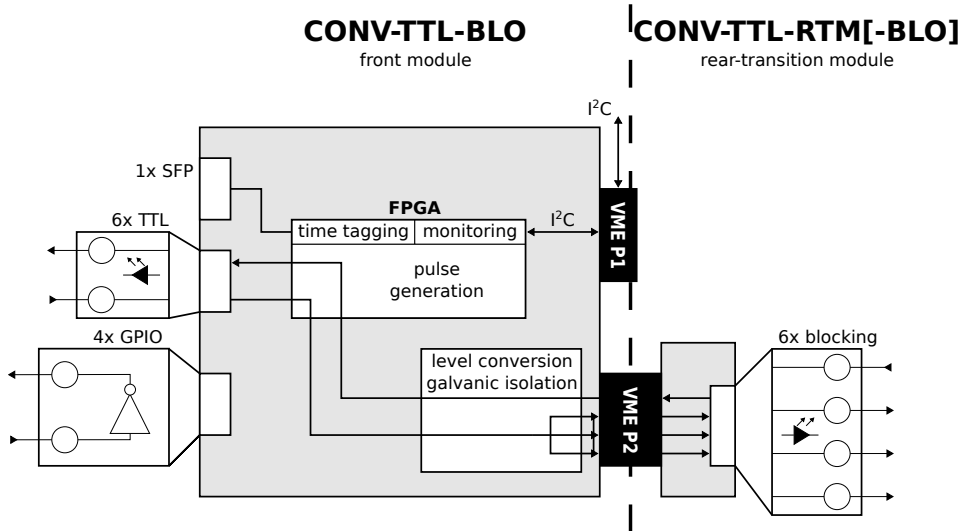 CONV-TTL-BLO
front module
CONV-TTL-RTM[-BLO]
rear-transition module
I²C
1x SFP
FPGA
6x TTL
time tagging
monitoring
I²C
VME P1
pulse
generation
4x GPIO
level conversion
galvanic isolation
VME P2
6x blocking